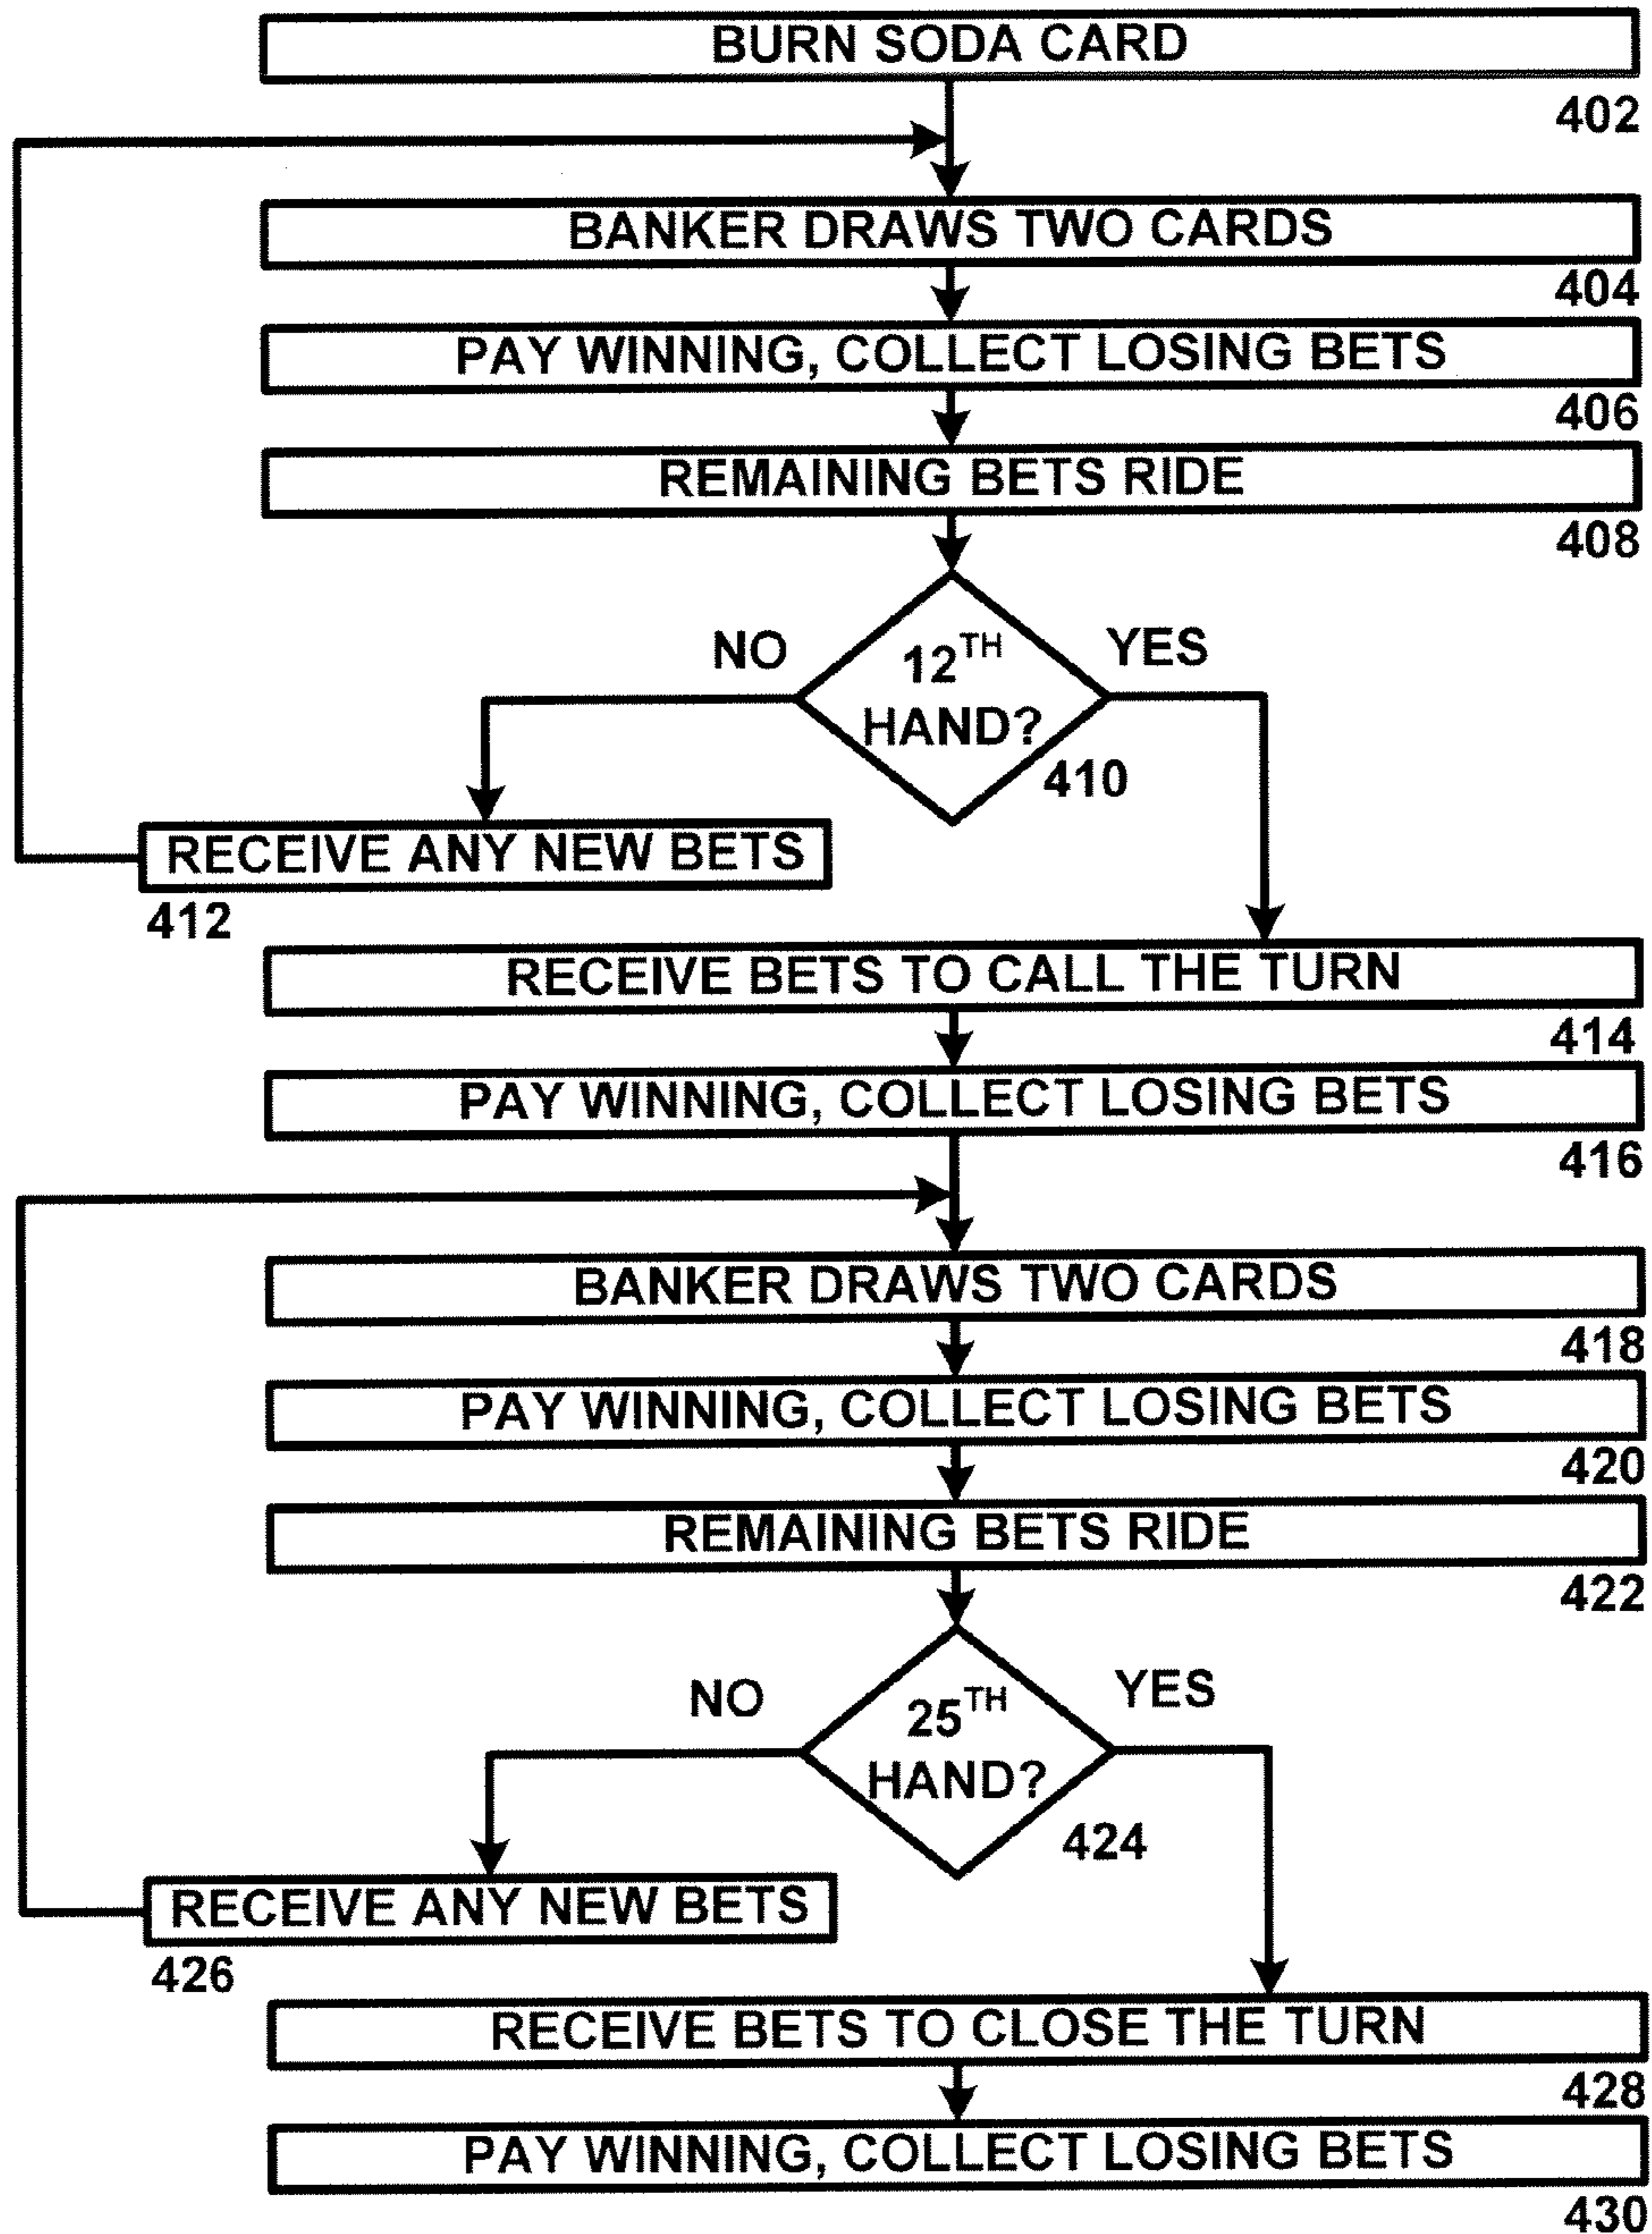 BURN SODA CARD
402
BANKER DRAWS TWO CARDS
404
PAY WINNING, COLLECT LOSING BETS
406
REMAINING BETS RIDE
408
NO
YES
12TH
HAND?
410
RECEIVE ANY NEW BETS
412
RECEIVE BETS TO CALL THE TURN
414
PAY WINNING, COLLECT LOSING BETS
416
BANKER DRAWS TWO CARDS
418
PAY WINNING, COLLECT LOSING BETS
420
REMAINING BETS RIDE
422
NO
YES
25TH
HAND?
424
RECEIVE ANY NEW BETS
426
RECEIVE BETS TO CLOSE THE TURN
428
PAY WINNING, COLLECT LOSING BETS
430